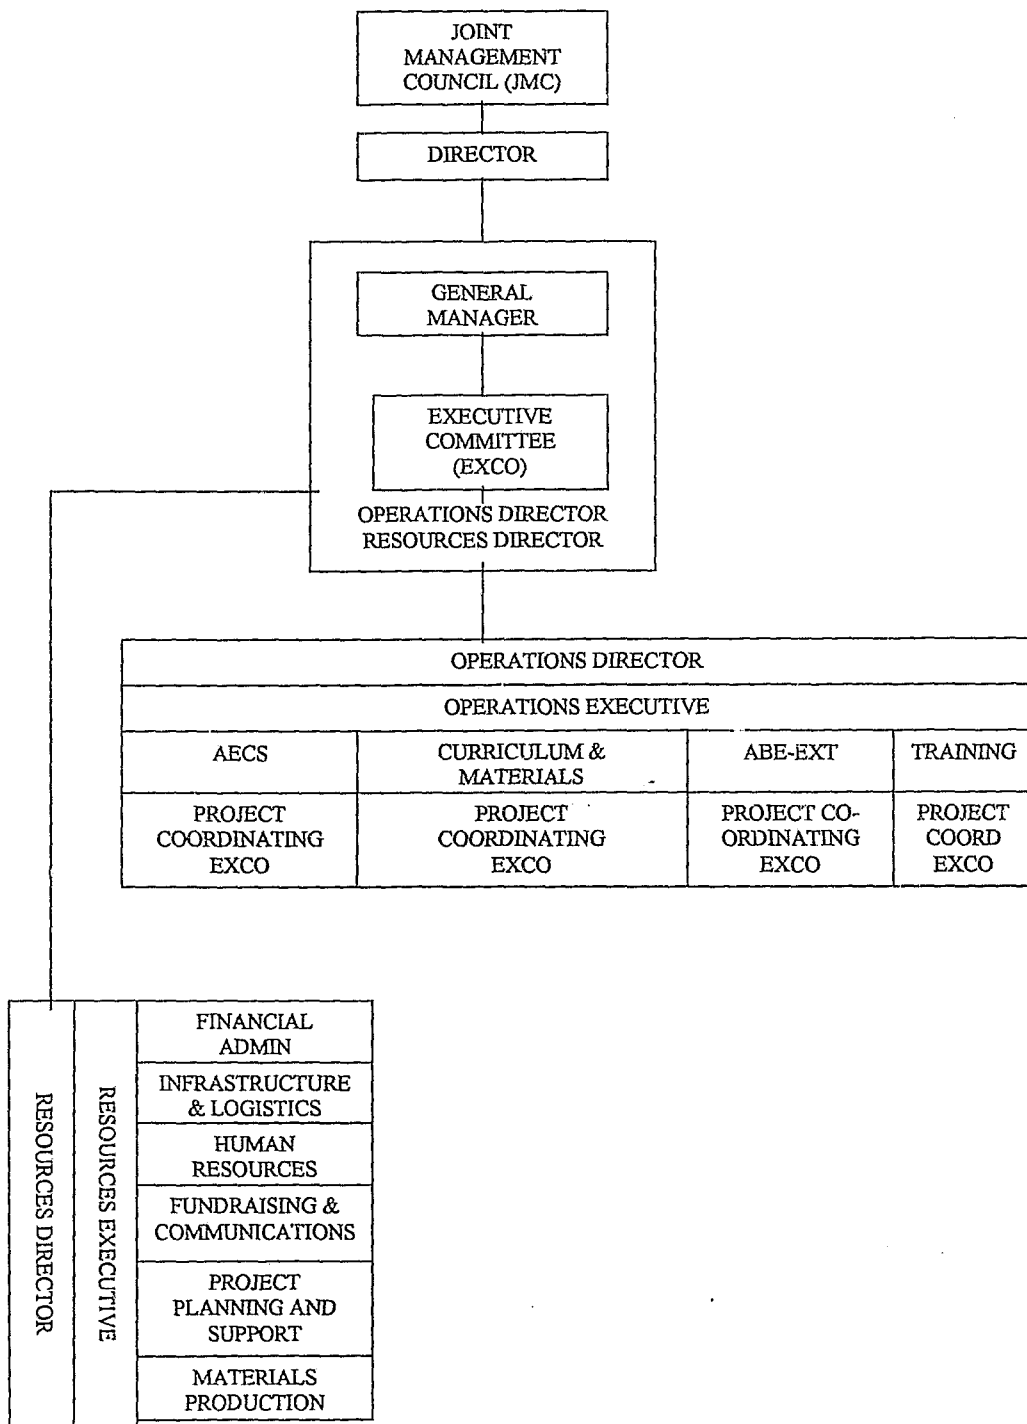 JOINT
MANAGEMENT
COUNCIL (JMC)
DIRECTOR
GENERAL
MANAGER
EXECUTIVE
COMMITTEE
(EXCO)
OPERATIONS DIRECTOR
RESOURCES DIRECTOR
OPERATIONS DIRECTOR
OPERATIONS EXECUTIVE
AECS
CURRICULUM &
MATERIALS
ABE-EXT
TRAINING
PROJECT
COORDINATING
EXCO
PROJECT
COORDINATING
EXCO
PROJECT CO-
ORDINATING
EXCO
PROJECT
COORD
EXCO
RESOURCES DIRECTOR
RESOURCES EXECUTIVE
FINANCIAL
ADMIN
INFRASTRUCTURE
& LOGISTICS
HUMAN
RESOURCES
FUNDRAISING &
COMMUNICATIONS
PROJECT
PLANNING AND
SUPPORT
MATERIALS
PRODUCTION